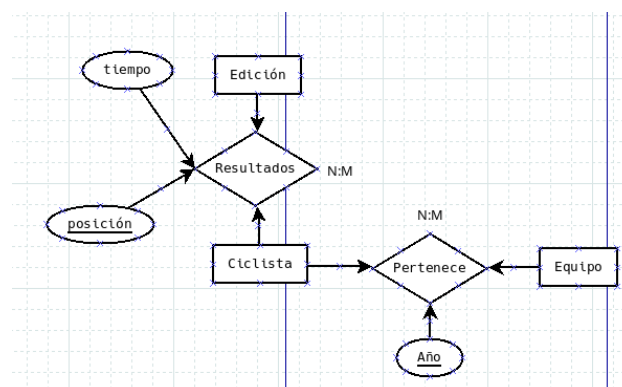 tiempo
Edición
Resultados
N:M
posición
N:M
Ciclista
Pertenece
Equipo
Año